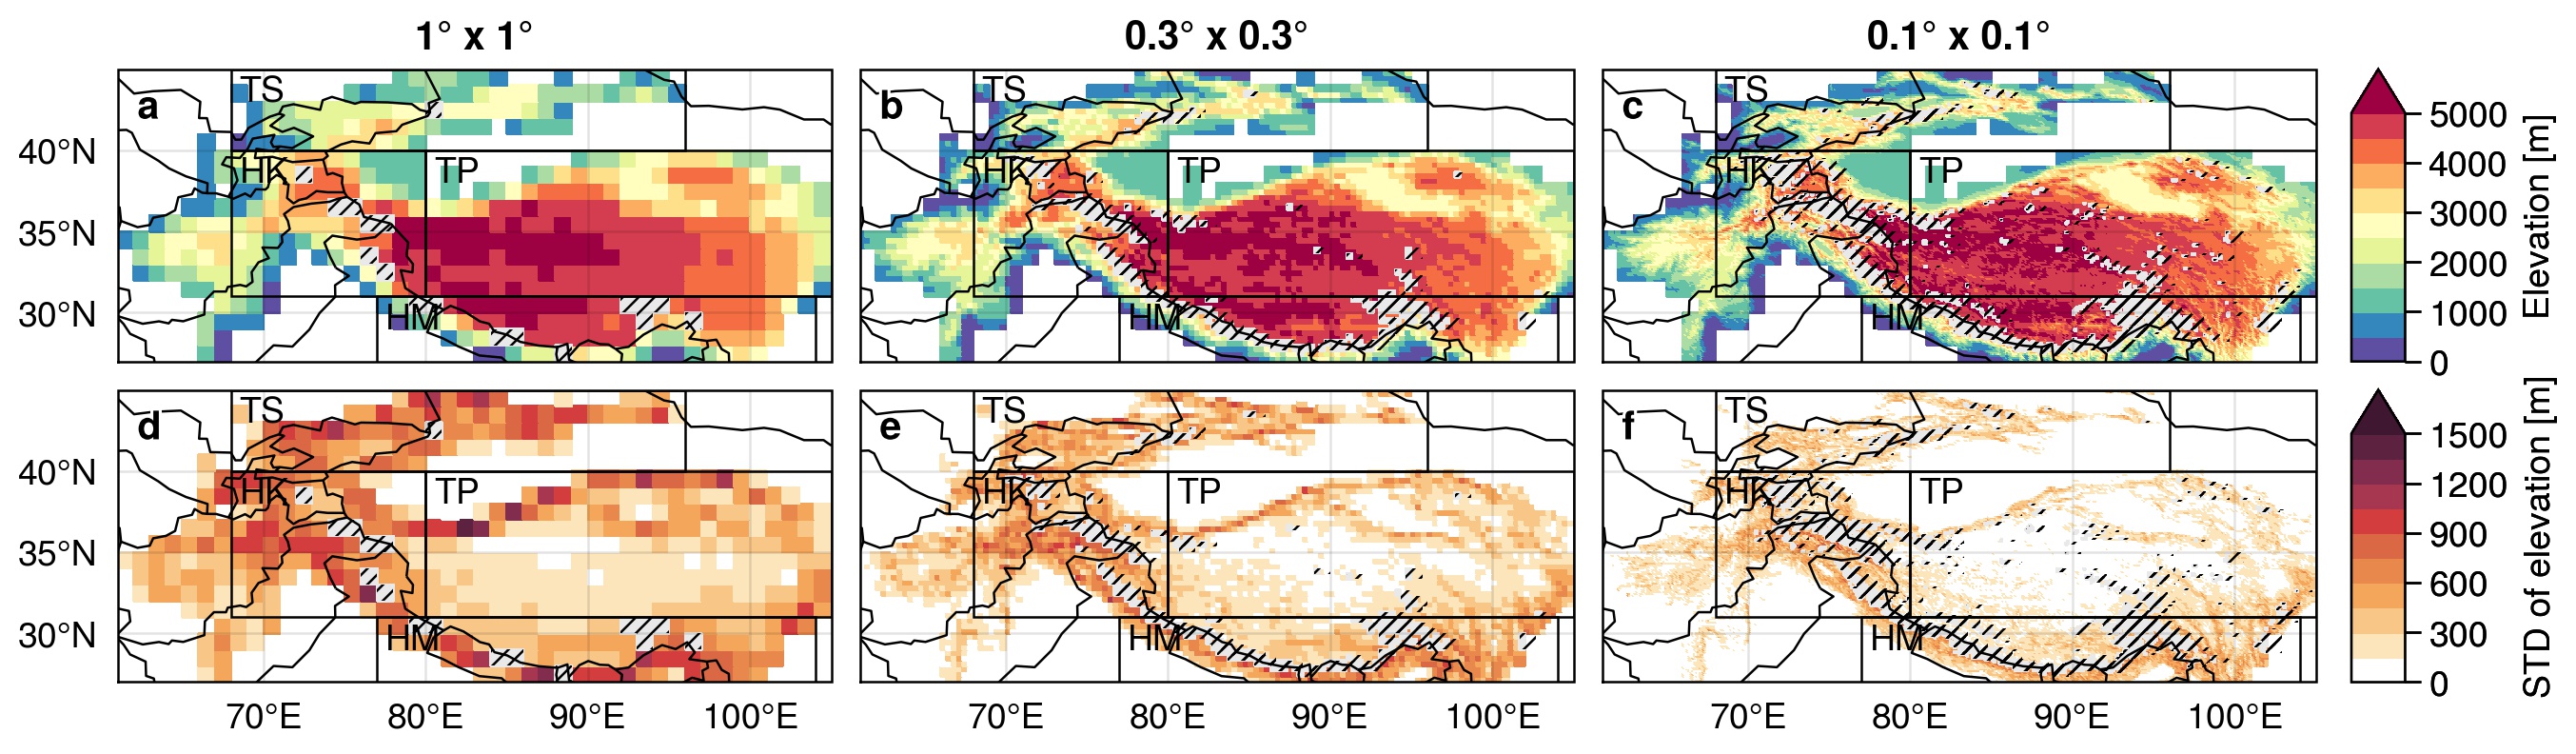 1° x 1°
0.3° x 0.3°
0.1° x 0.1°
a
TS
HK
TP
HM
40°N
35°N
30°N
b
TS
HK
TP
HM
c
TS
HK
TP
HM
5000
4000
3000
2000
1000
0
Elevation [m]
d
TS
HK
TP
HM
40°N
35°N
30°N
70°E
80°E
90°E
100°E
e
TS
HK
TP
HM
70°E
80°E
90°E
100°E
f
TS
HK
TP
HM
70°E
80°E
90°E
100°E
1500
1200
900
600
300
0
STD of elevation [m]